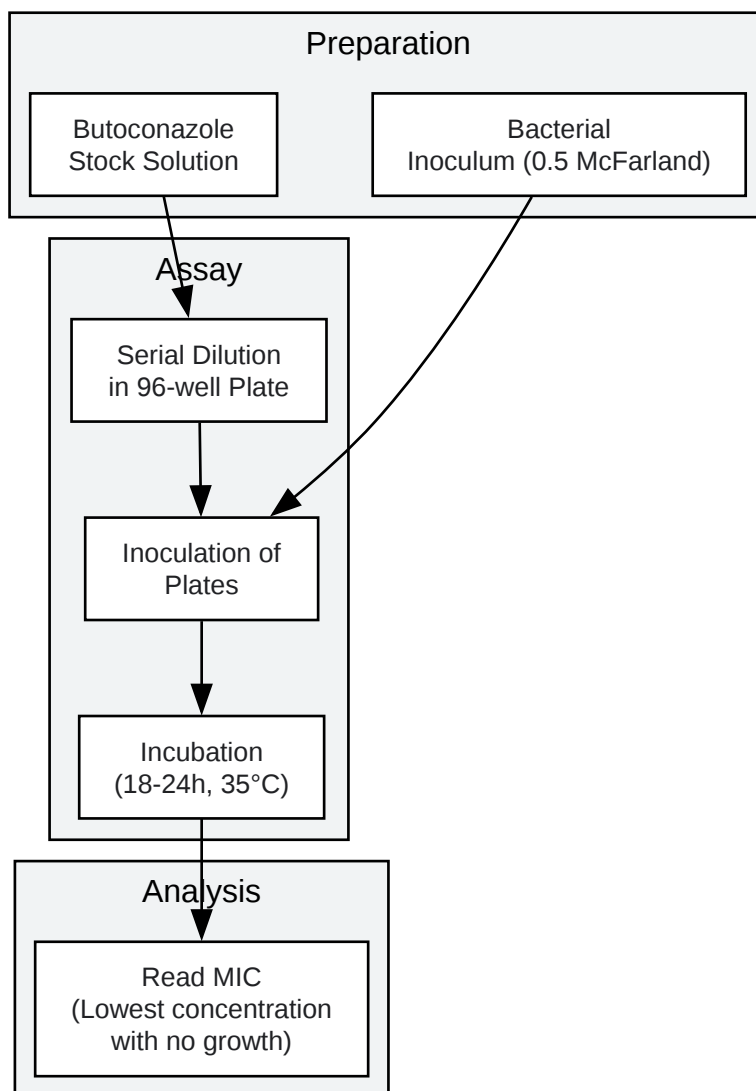 Preparation
Butoconazole
Stock Solution
Bacterial
Inoculum (0.5 McFarland)
Assay
Serial Dilution
in 96-well Plate
Inoculation of
Plates
Incubation
(18-24h, 35°C)
Analysis
Read MIC
(Lowest concentration
with no growth)